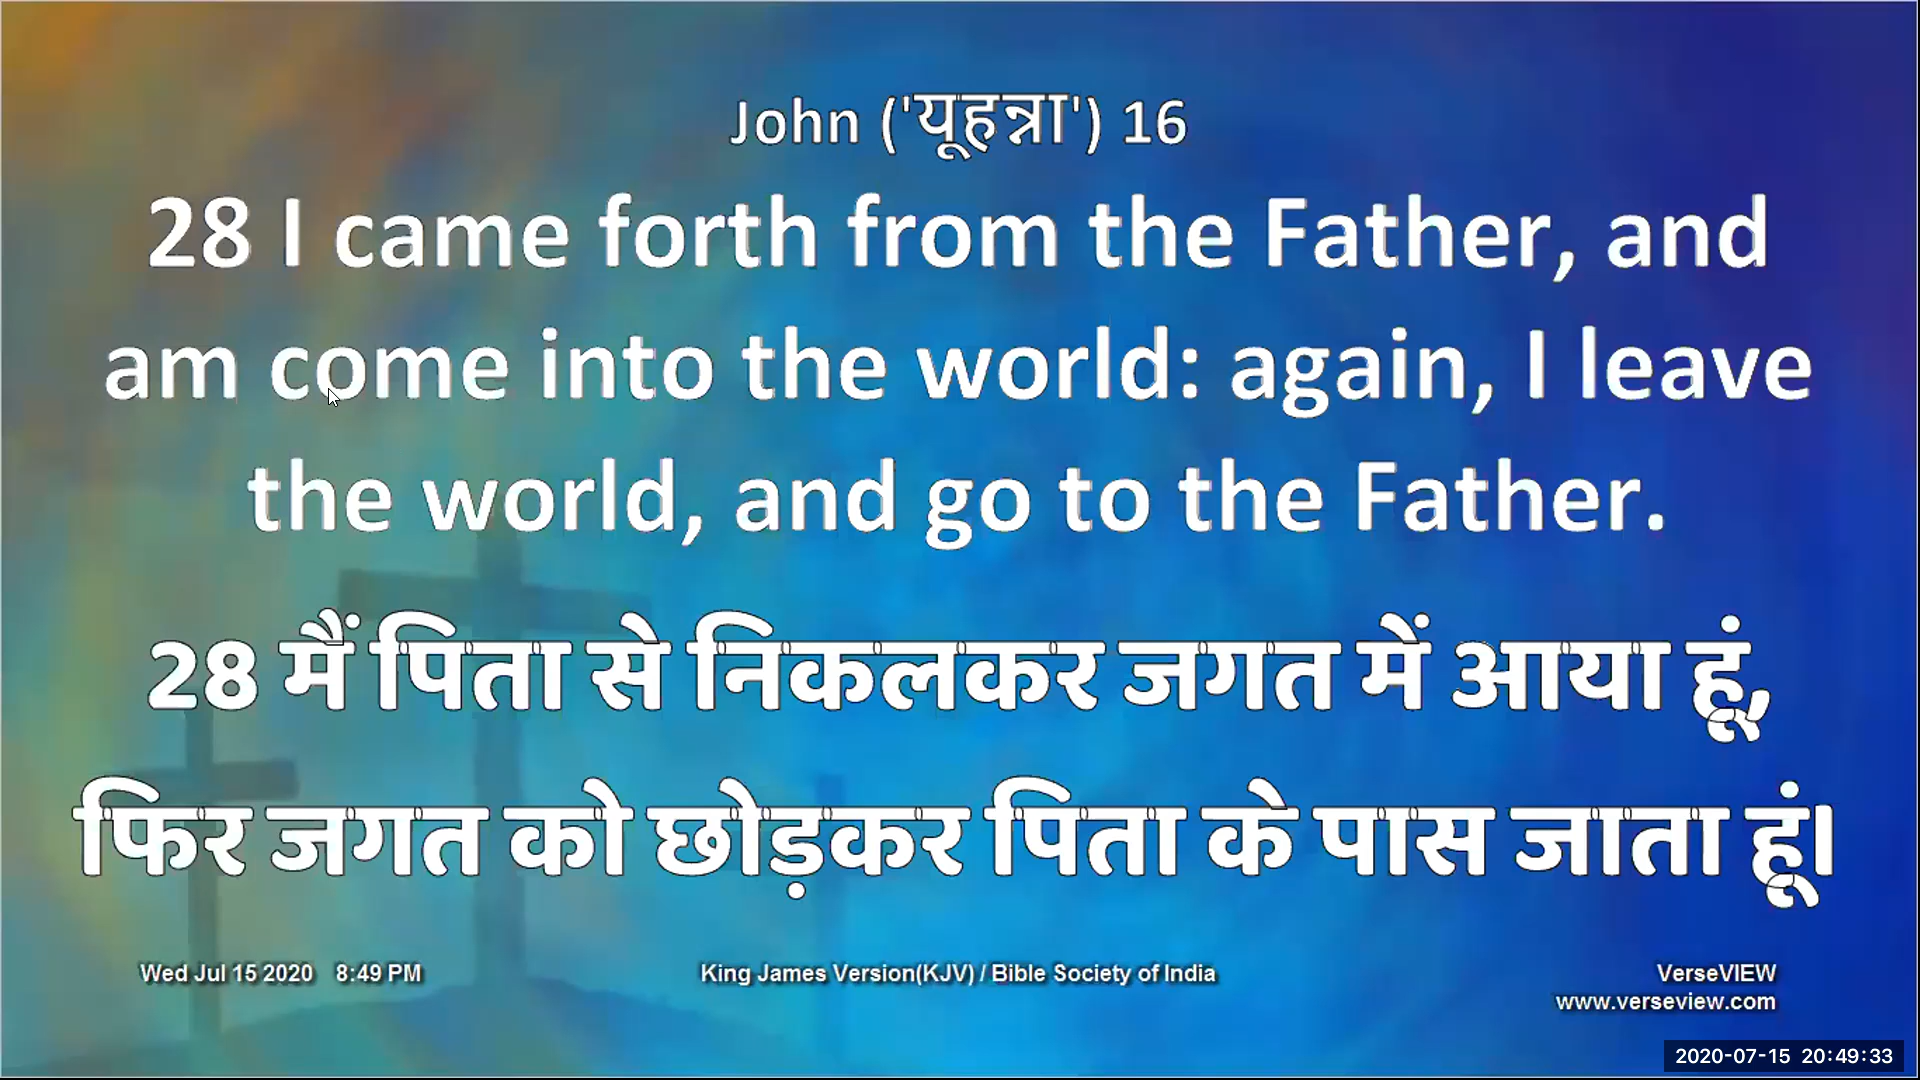 John ('यूहन्ना') 16
28 I came forth from the Father, and
am come into the world: again, I leave
the world, and go to the Father.
28 मैं पिता से निकलकर जगत में आया हूं,
फिर जगत को छोड़कर पिता के पास जाता हूं।
Wed Jul 15 2020 8:49 PM
King James Version(KJV) / Bible Society of India
VerseVIEW
www.verseview.com
2020-07-15 20:49:33